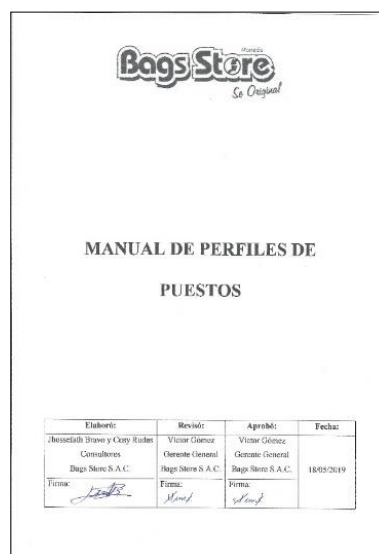 Bags Store
Se Original
MANUAL DE PERFILES DE
PUESTOS
Elaboró: Revisó: Aprobó: Fecha:
Jhossefath Bravo y Cony Rudas Víctor Gómez Víctor Gómez
Consultores Gerente General Gerente General
Bags Store S.A.C. Bags Store S.A.C. Bags Store S.A.C. 18/05/2019
Firma: Firma: Firma: